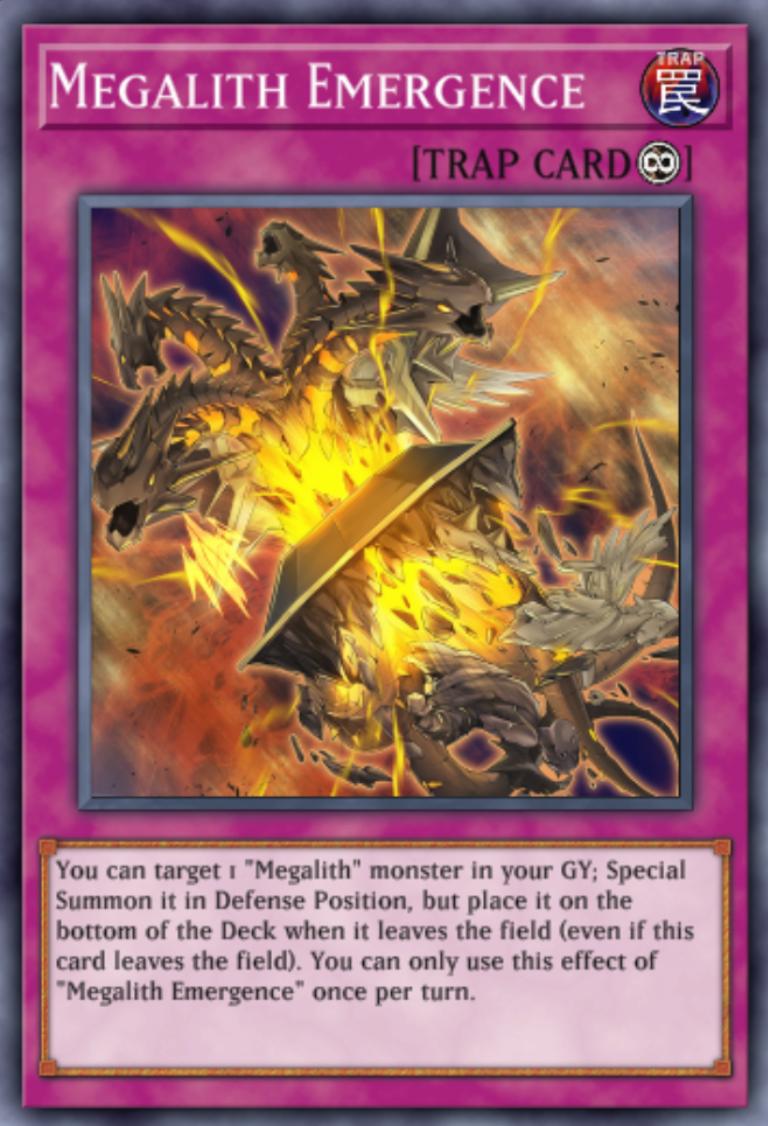 Megalith Emergence
TRAP
罠
[TRAP CARD∞]
You can target 1 "Megalith" monster in your GY; Special
Summon it in Defense Position, but place it on the
bottom of the Deck when it leaves the field (even if this
card leaves the field). You can only use this effect of
"Megalith Emergence" once per turn.